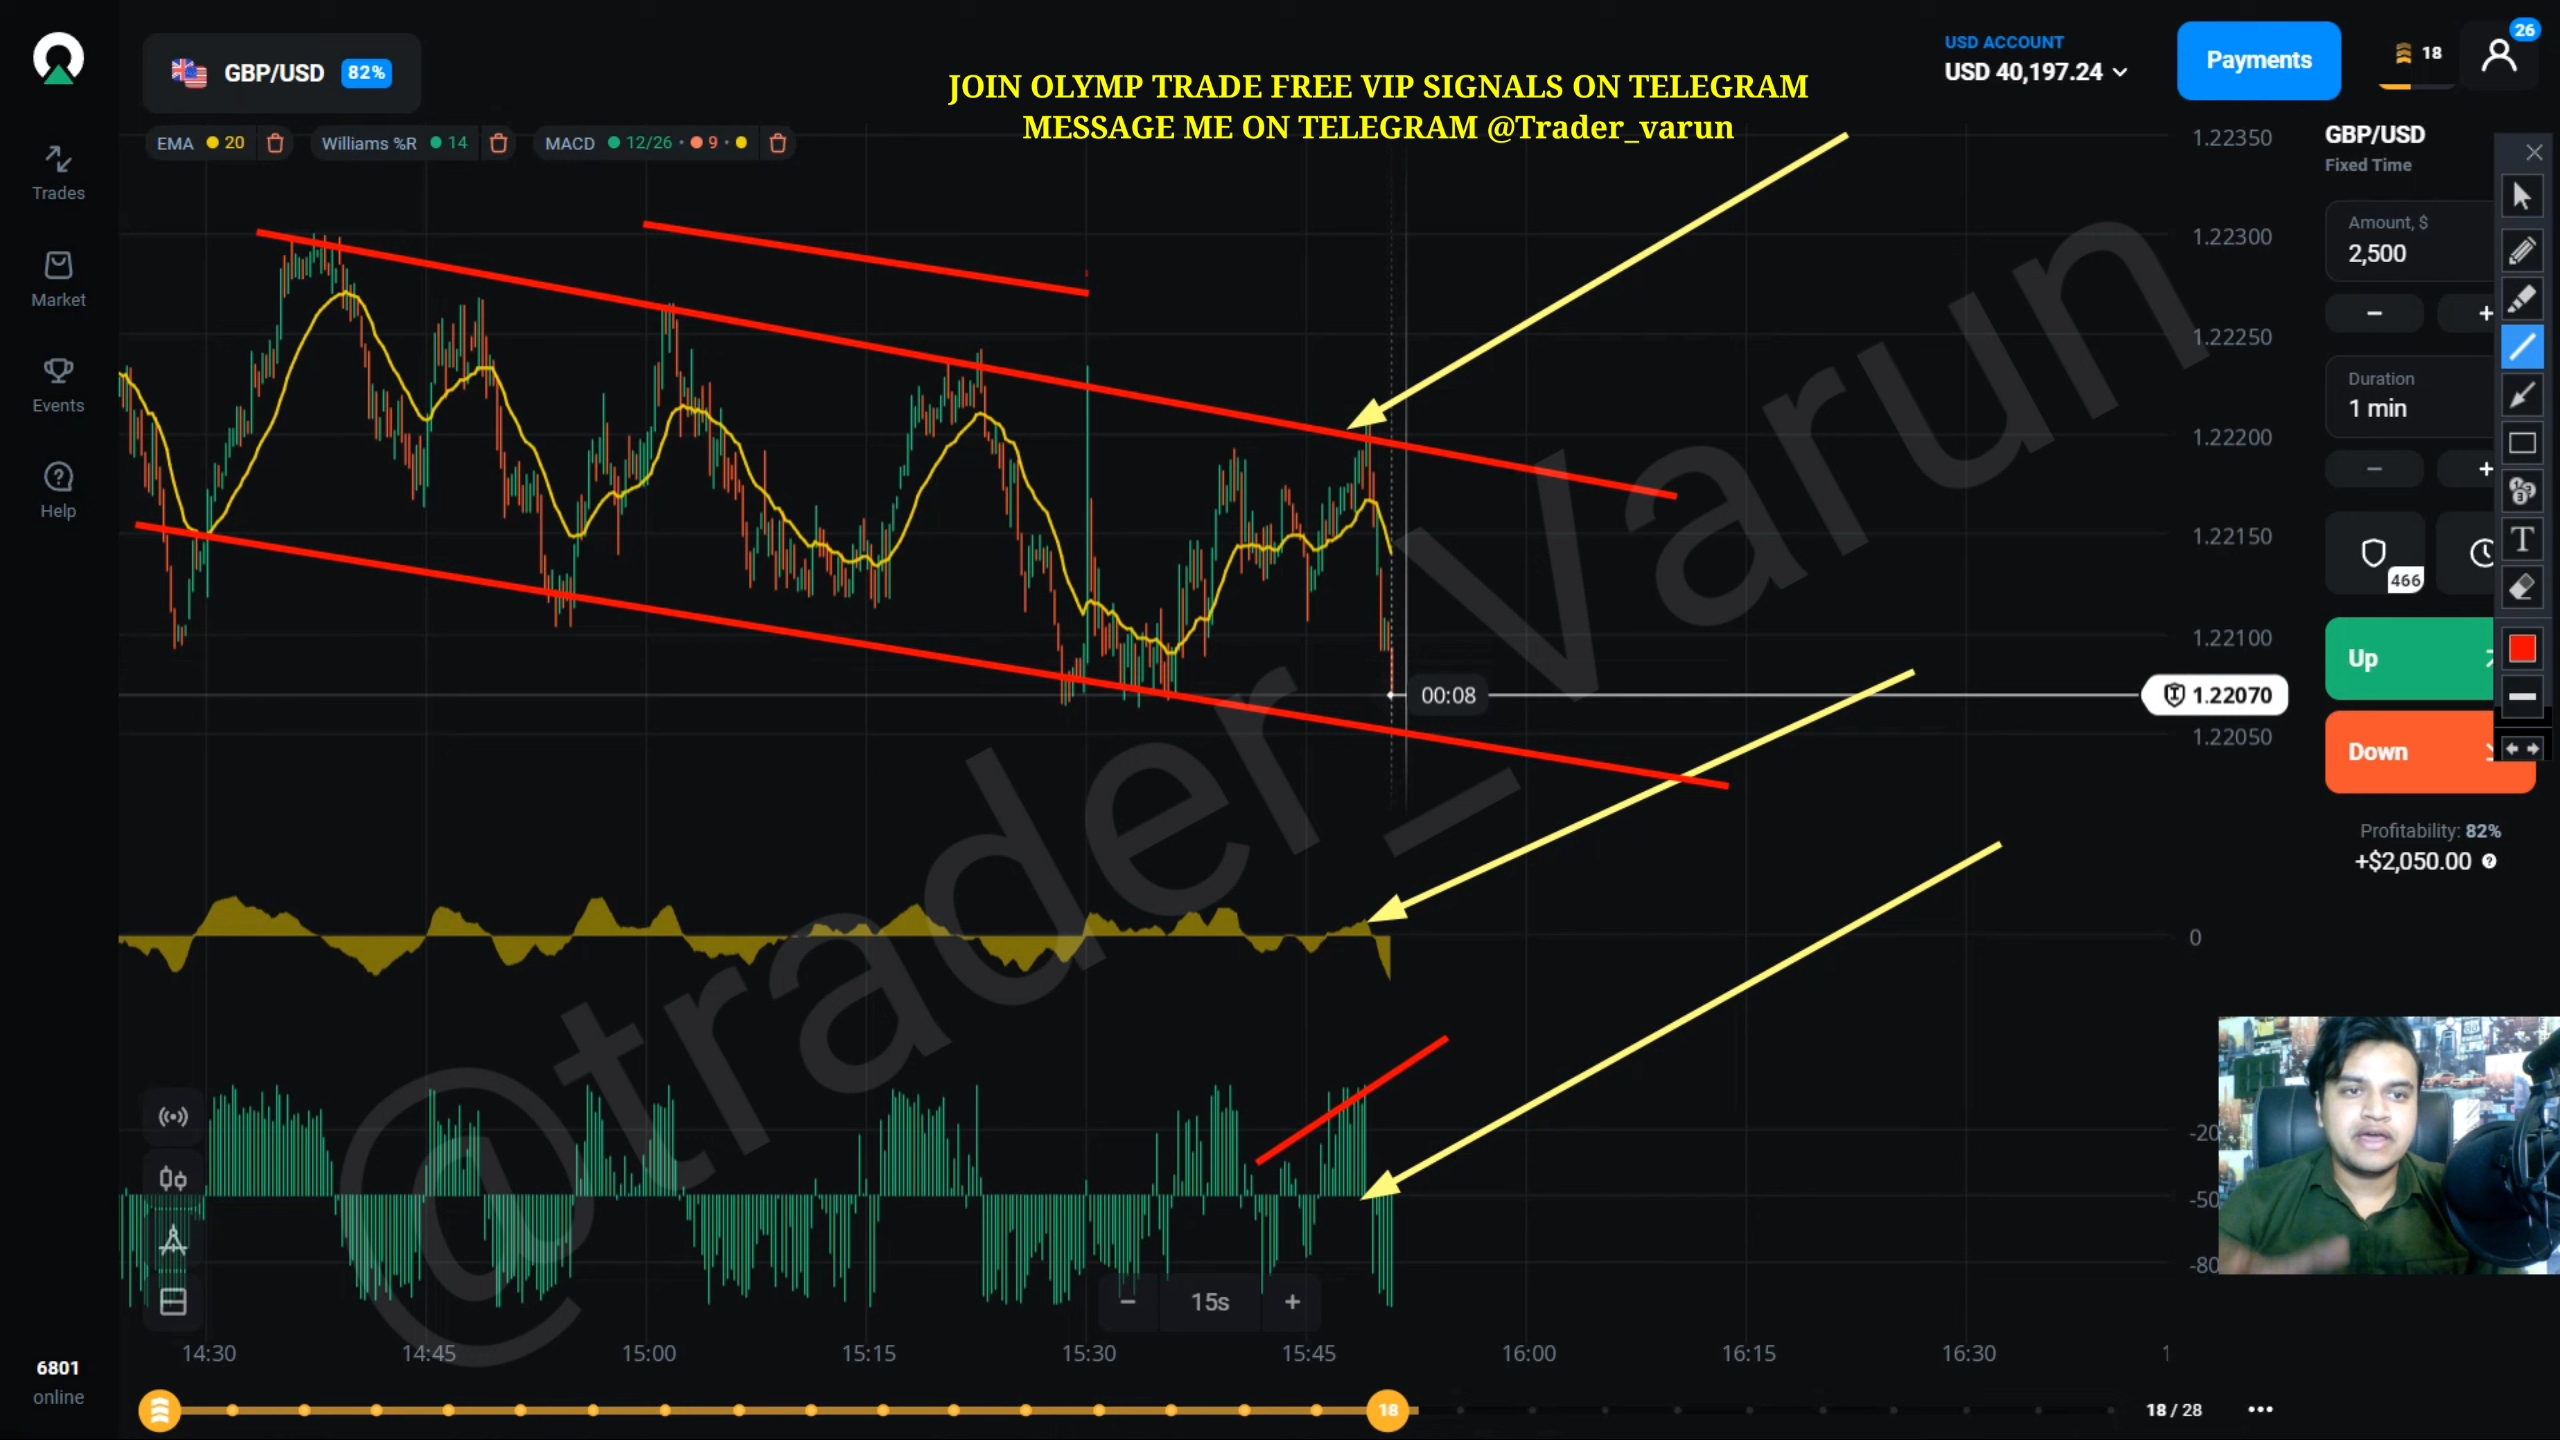 GBP/USD 82%
JOIN OLYMP TRADE FREE VIP SIGNALS ON TELEGRAM
MESSAGE ME ON TELEGRAM @Trader_varun
USD ACCOUNT
USD 40,197.24
Payments
18
26
EMA 20
Williams %R 14
MACD 12/26 · 9 ·
Trades
Market
Events
Help
1.22350
1.22300
1.22250
1.22200
1.22150
1.22100
1.22070
1.22050
00:08
0
-20
-50
-80
@trader_Varun
GBP/USD
Fixed Time
Amount, $
2,500
− +
Duration
1 min
− +
466
Up
Down
Profitability: 82%
+$2,050.00
T
− 15s +
14:30 14:45 15:00 15:15 15:30 15:45 16:00 16:15 16:30
6801
online
18
18 / 28